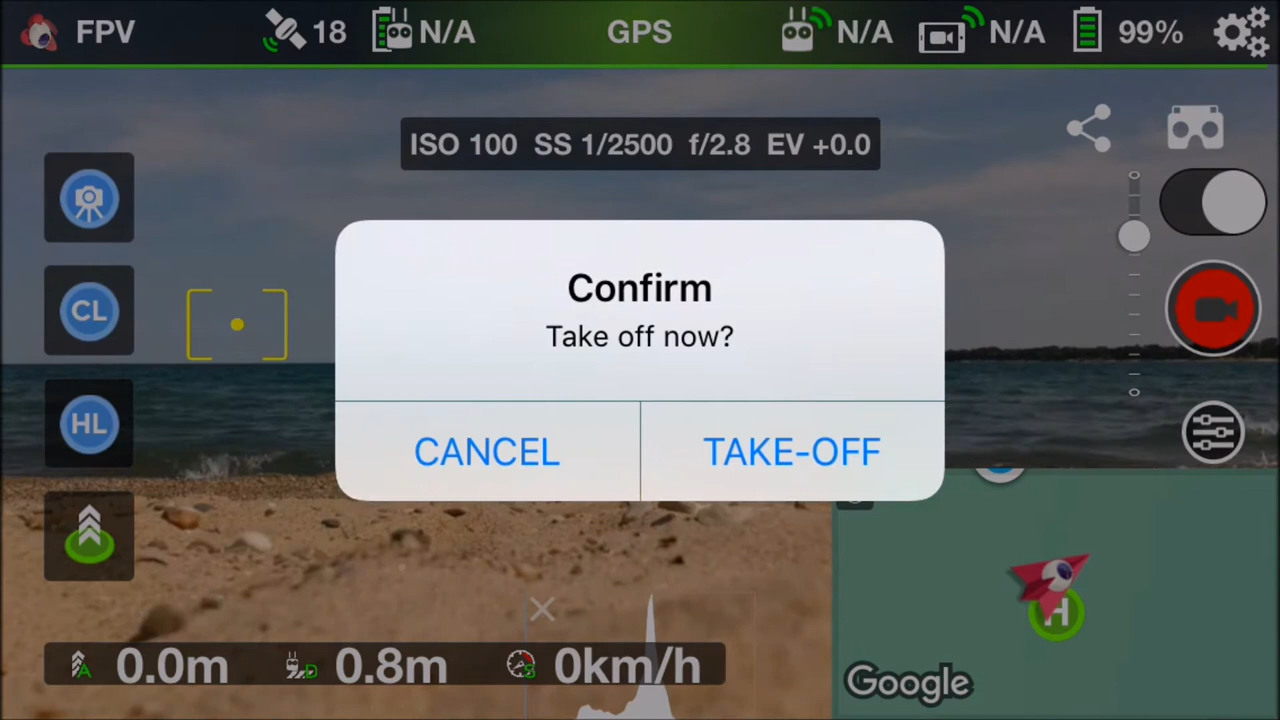 FPV 18 N/A GPS N/A N/A 99%
ISO 100 SS 1/2500 f/2.8 EV +0.0
Confirm
Take off now?
CL
HL
CANCEL TAKE-OFF
H
A 0.0m D 0.8m S 0km/h
Google